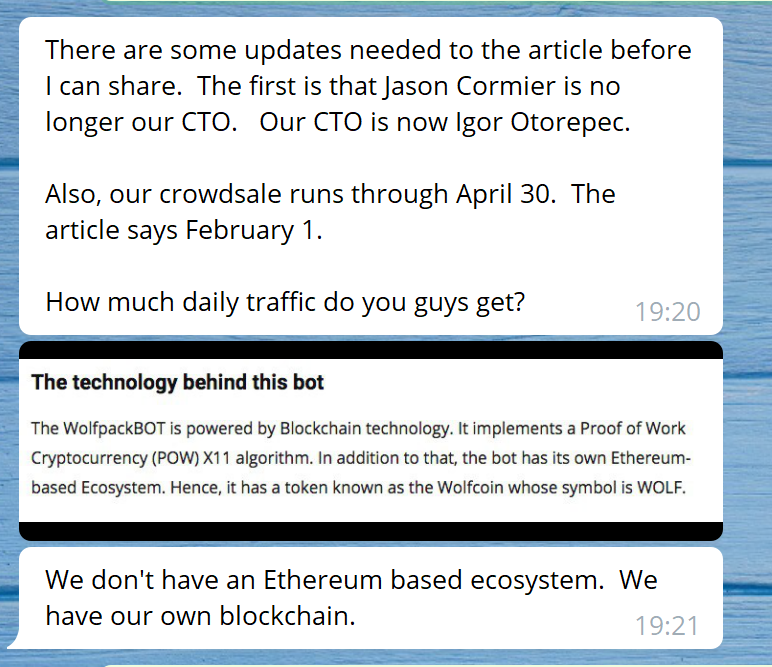 There are some updates needed to the article before
I can share.  The first is that Jason Cormier is no
longer our CTO.   Our CTO is now Igor Otorepec.
Also, our crowdsale runs through April 30.  The
article says February 1.
How much daily traffic do you guys get?
19:20
The technology behind this bot
The WolfpackBOT is powered by Blockchain technology. It implements a Proof of Work
Cryptocurrency (POW) X11 algorithm. In addition to that, the bot has its own Ethereum-
based Ecosystem. Hence, it has a token known as the Wolfcoin whose symbol is WOLF.
We don't have an Ethereum based ecosystem.  We
have our own blockchain.
19:21